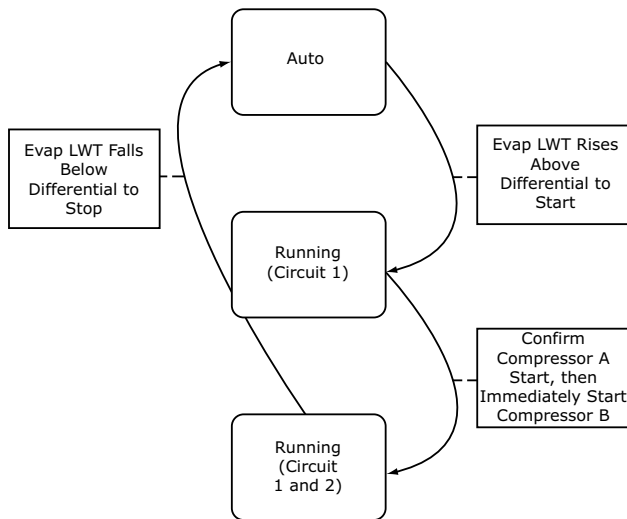 Auto
Evap LWT Falls
Below
Differential to
Stop
Evap LWT Rises
Above
Differential to
Start
Running
(Circuit 1)
Confirm
Compressor A
Start, then
Immediately Start
Compressor B
Running
(Circuit
1 and 2)